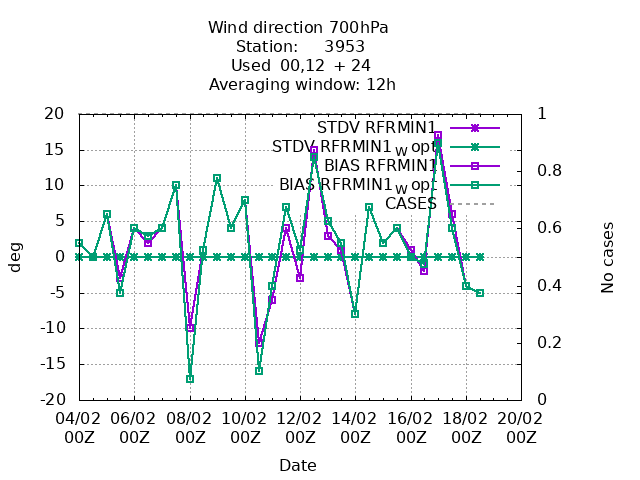 Wind direction 700hPa
Station: 3953
Used 00,12 + 24
Averaging window: 12h
STDV RFRMIN1
STDV RFRMIN1_W opt
BIAS RFRMIN1
BIAS RFRMIN1_W opt
CASES
20
15
10
5
0
-5
-10
-15
-20
deg
1
0.8
0.6
0.4
0.2
0
No cases
04/02 06/02 08/02 10/02 12/02 14/02 16/02 18/02 20/02
00Z 00Z 00Z 00Z 00Z 00Z 00Z 00Z 00Z
Date